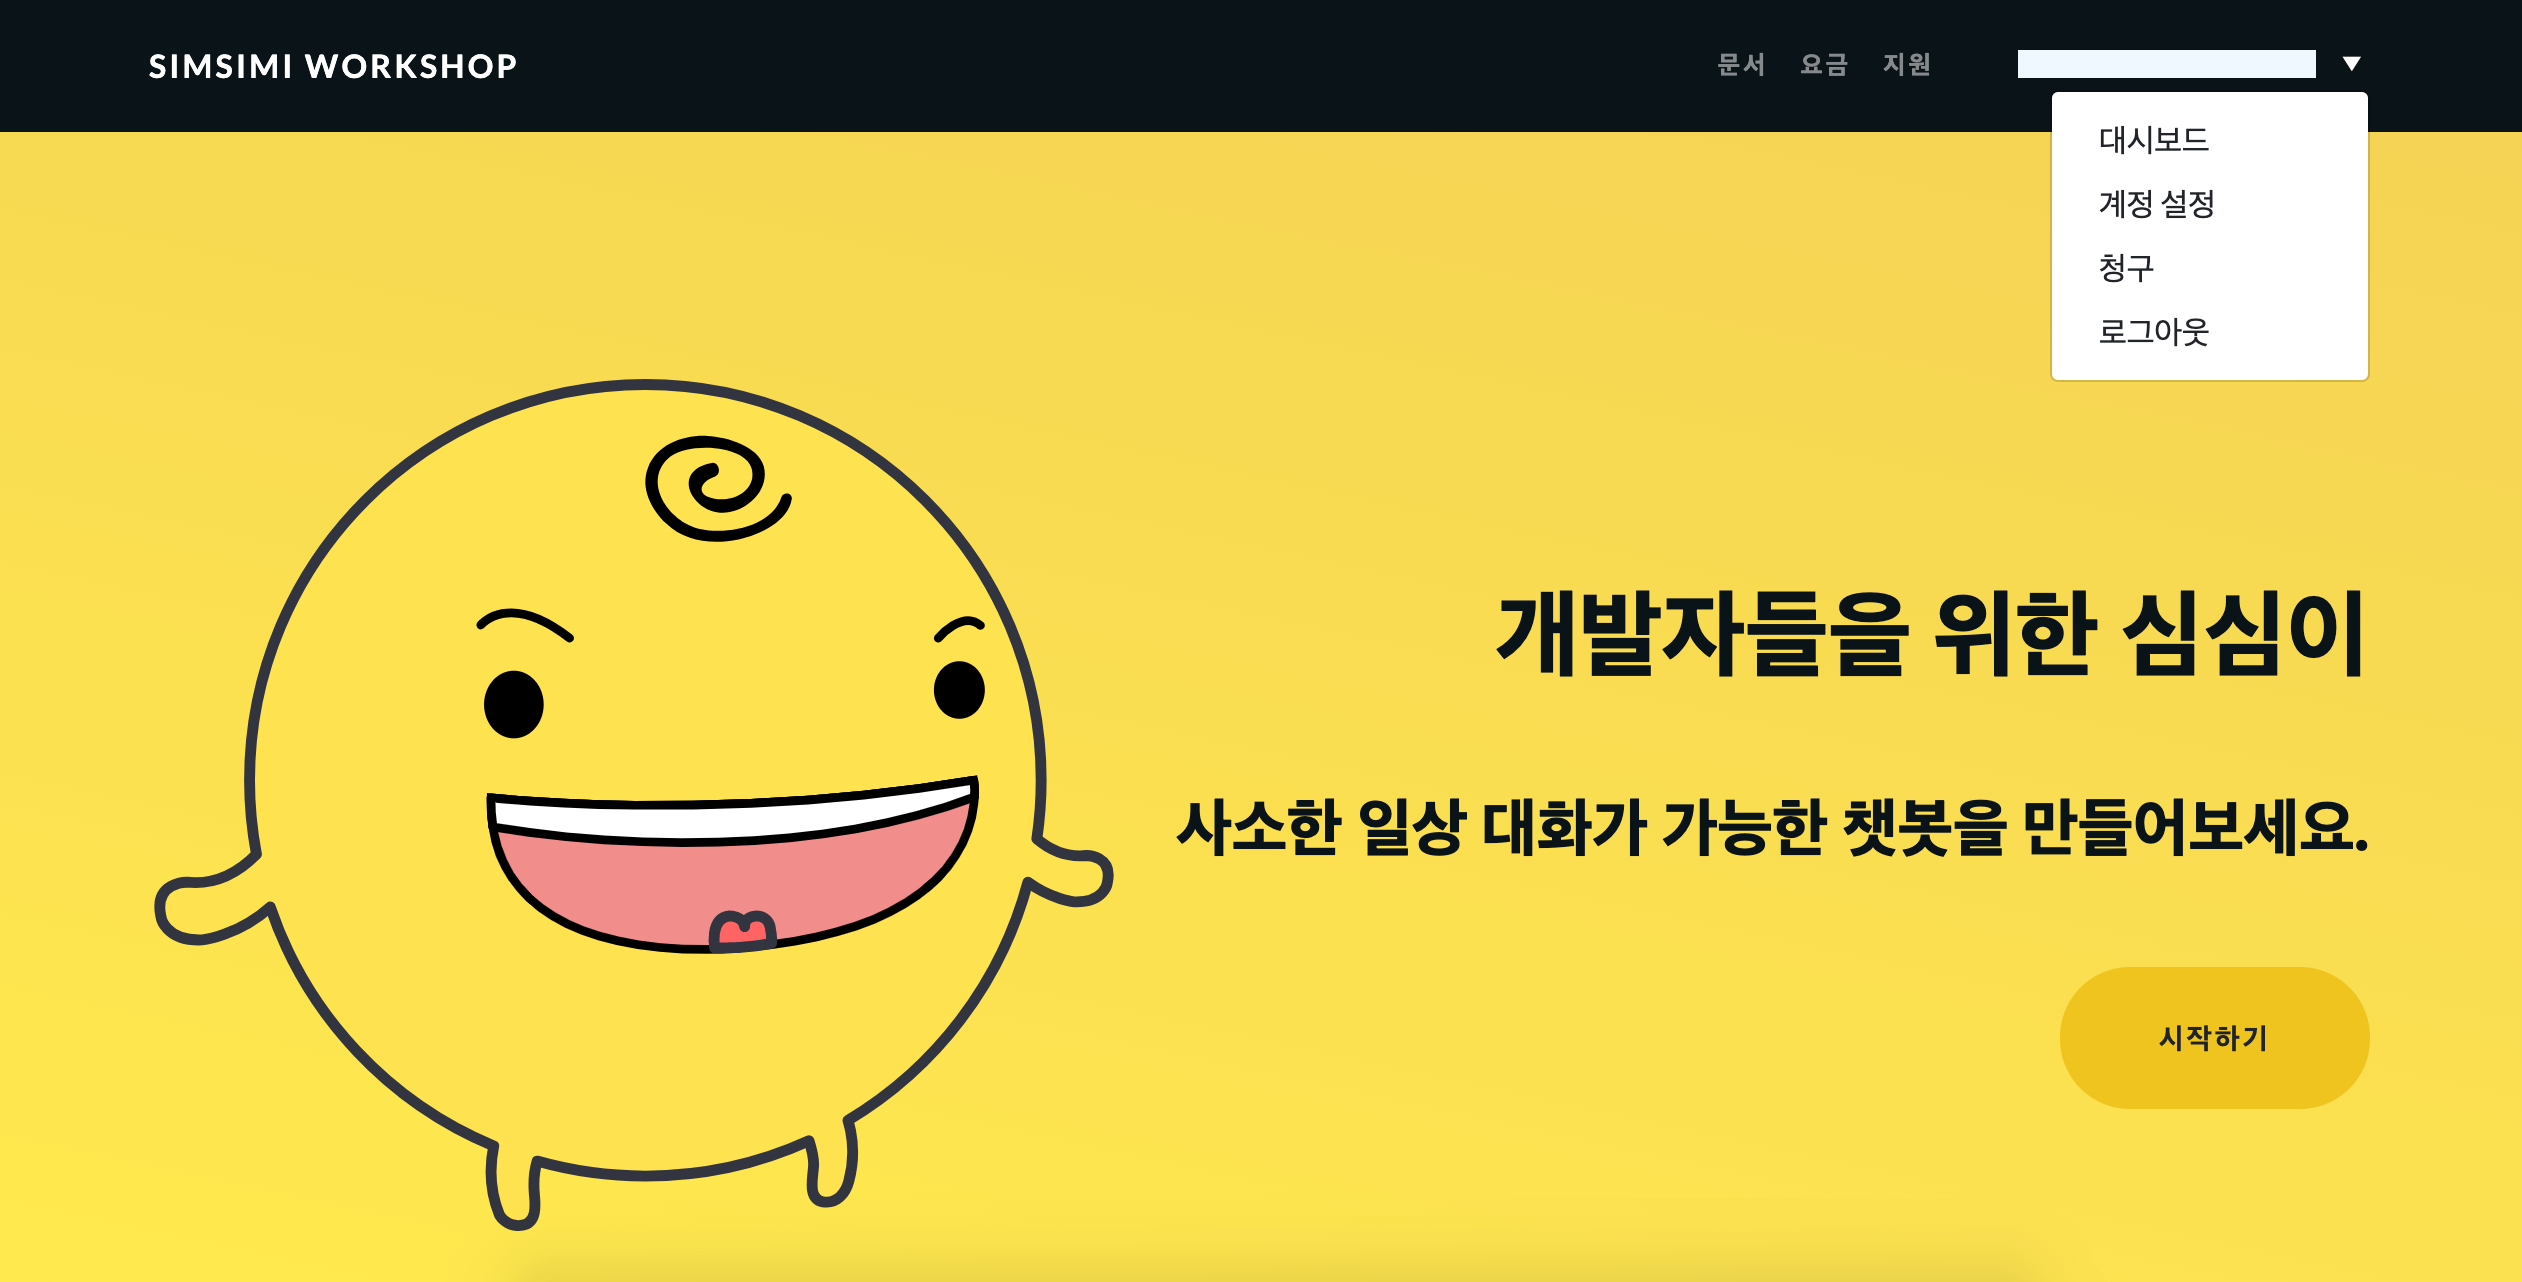 SIMSIMI WORKSHOP
문서 요금 지원 ▼
대시보드
계정 설정
청구
로그아웃
개발자들을 위한 심심이
사소한 일상 대화가 가능한 챗봇을 만들어보세요.
시작하기